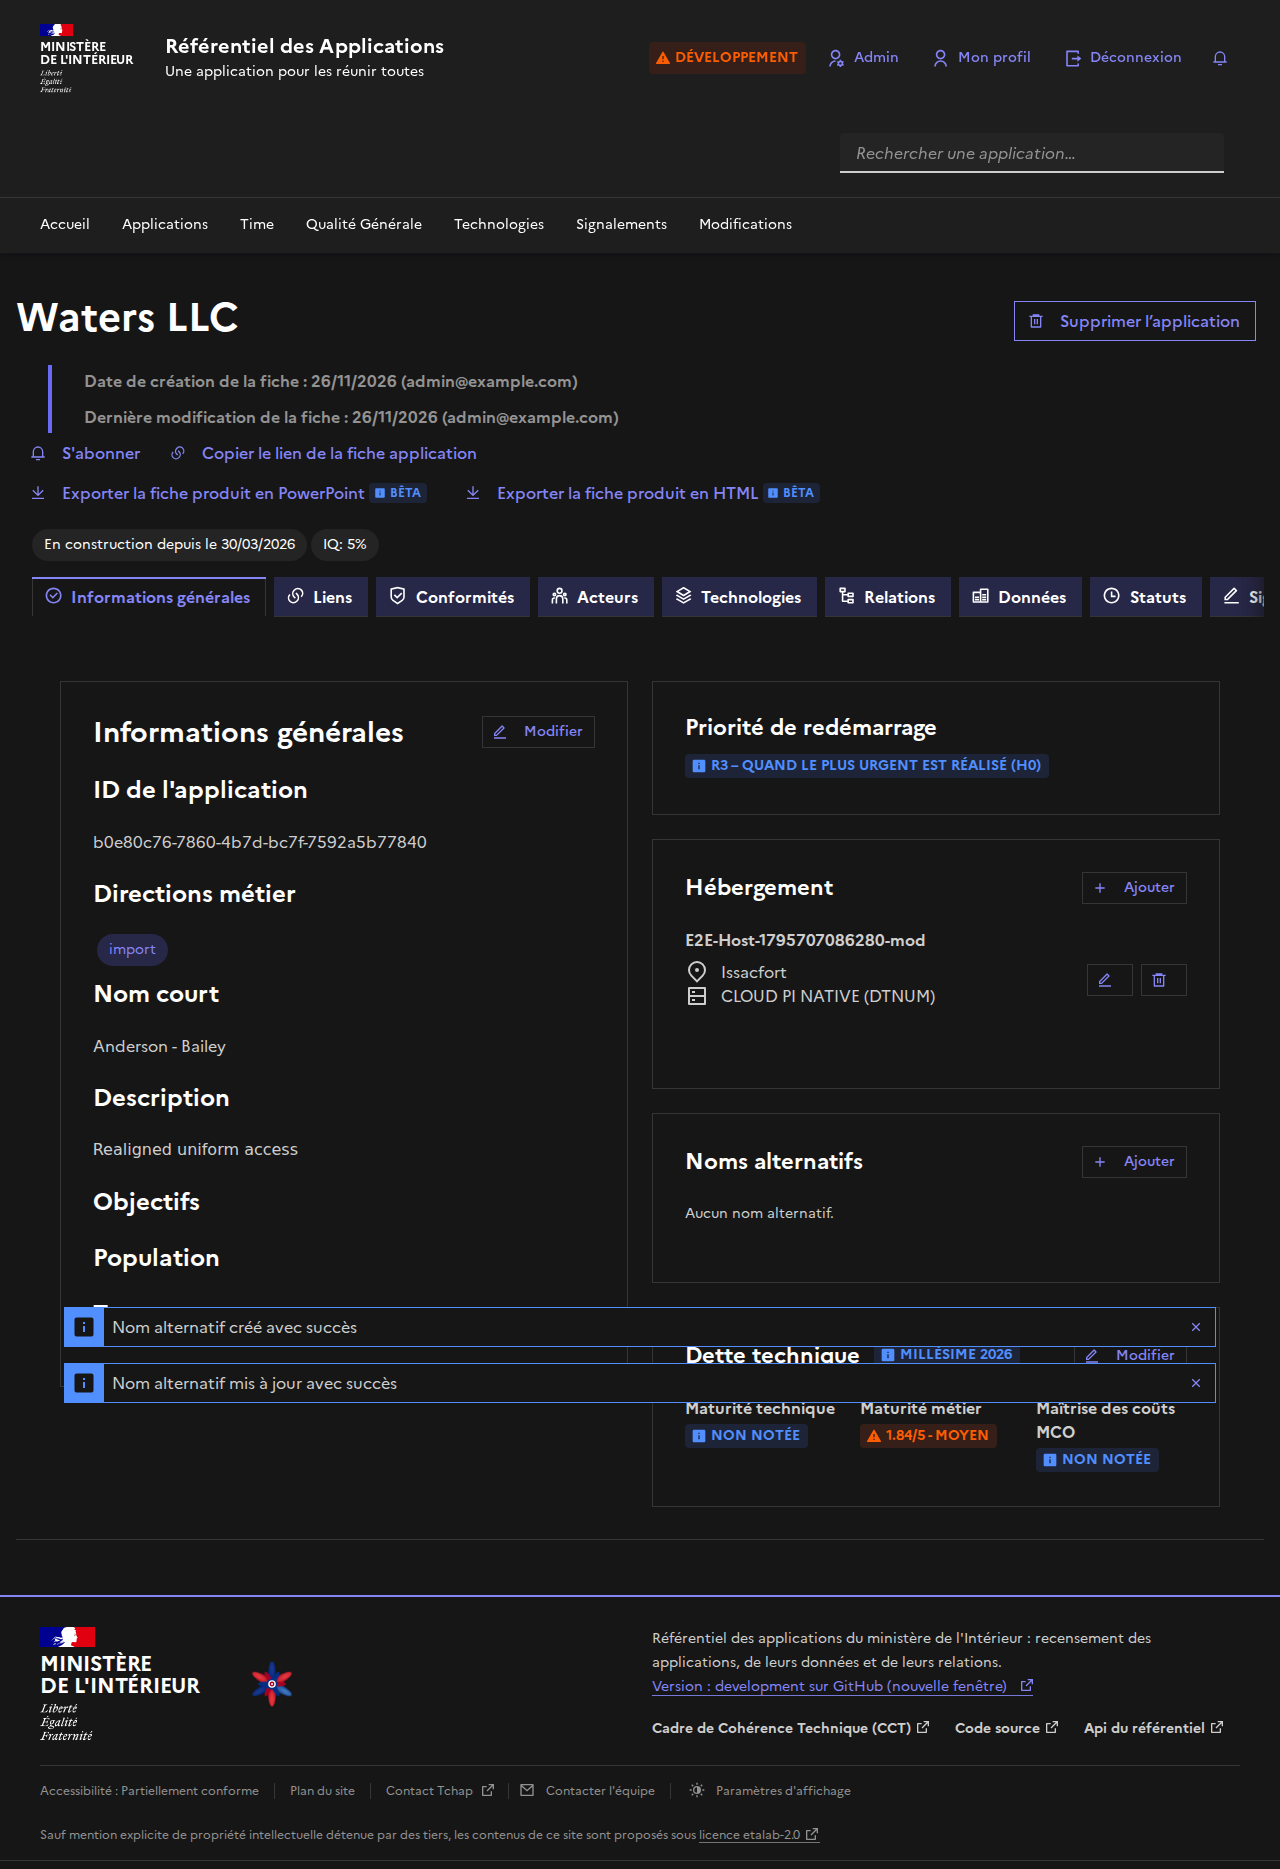 MINISTÈRE
DE L'INTÉRIEUR
Liberté
Égalité
Fraternité
Référentiel des Applications
Une application pour les réunir toutes
DÉVELOPPEMENT
Admin
Mon profil
Déconnexion
Rechercher une application...
Accueil
Applications
Time
Qualité Générale
Technologies
Signalements
Modifications
Waters LLC
Supprimer l’application
Date de création de la fiche : 26/11/2026 (admin@example.com)
Dernière modification de la fiche : 26/11/2026 (admin@example.com)
S'abonner
Copier le lien de la fiche application
Exporter la fiche produit en PowerPoint BÊTA
Exporter la fiche produit en HTML BÊTA
En construction depuis le 30/03/2026
IQ: 5%
Informations générales
Liens
Conformités
Acteurs
Technologies
Relations
Données
Statuts
Informations générales
Modifier
ID de l'application
b0e80c76-7860-4b7d-bc7f-7592a5b77840
Directions métier
import
Nom court
Anderson - Bailey
Description
Realigned uniform access
Objectifs
Population
Priorité de redémarrage
R3 – QUAND LE PLUS URGENT EST RÉALISÉ (H0)
Hébergement
Ajouter
E2E-Host-1795707086280-mod
Issacfort
CLOUD PI NATIVE (DTNUM)
Noms alternatifs
Ajouter
Aucun nom alternatif.
Nom alternatif créé avec succès
Dette technique
MILLÉSIME 2026
Modifier
Nom alternatif mis à jour avec succès
Maturité technique
NON NOTÉE
Maturité métier
1.84/5 - MOYEN
Maîtrise des coûts
MCO
NON NOTÉE
MINISTÈRE
DE L'INTÉRIEUR
Liberté
Égalité
Fraternité
Référentiel des applications du ministère de l'Intérieur : recensement des
applications, de leurs données et de leurs relations.
Version : development sur GitHub (nouvelle fenêtre)
Cadre de Cohérence Technique (CCT)
Code source
Api du référentiel
Accessibilité : Partiellement conforme
Plan du site
Contact Tchap
Contacter l'équipe
Paramètres d'affichage
Sauf mention explicite de propriété intellectuelle détenue par des tiers, les contenus de ce site sont proposés sous licence etalab-2.0